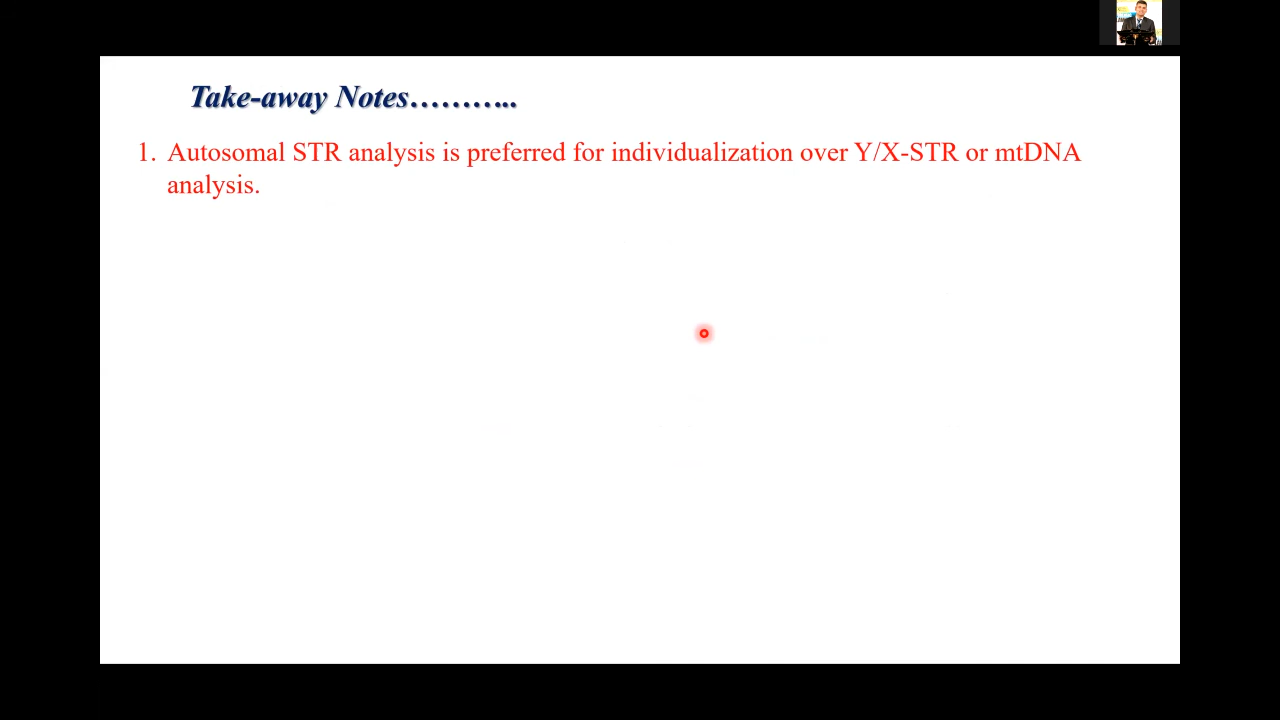 Take-away Notes………..
1. Autosomal STR analysis is preferred for individualization over Y/X-STR or mtDNA
analysis.